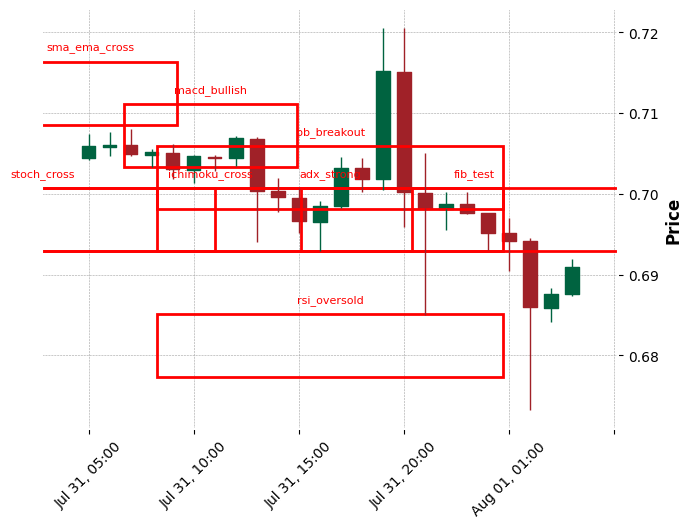 sma_ema_cross
macd_bullish
bb_breakout
stoch_cross
ichimoku_cross
adx_strong
fib_test
rsi_oversold
0.72
0.71
0.70
0.69
0.68
Price
Jul 31, 05:00
Jul 31, 10:00
Jul 31, 15:00
Jul 31, 20:00
Aug 01, 01:00